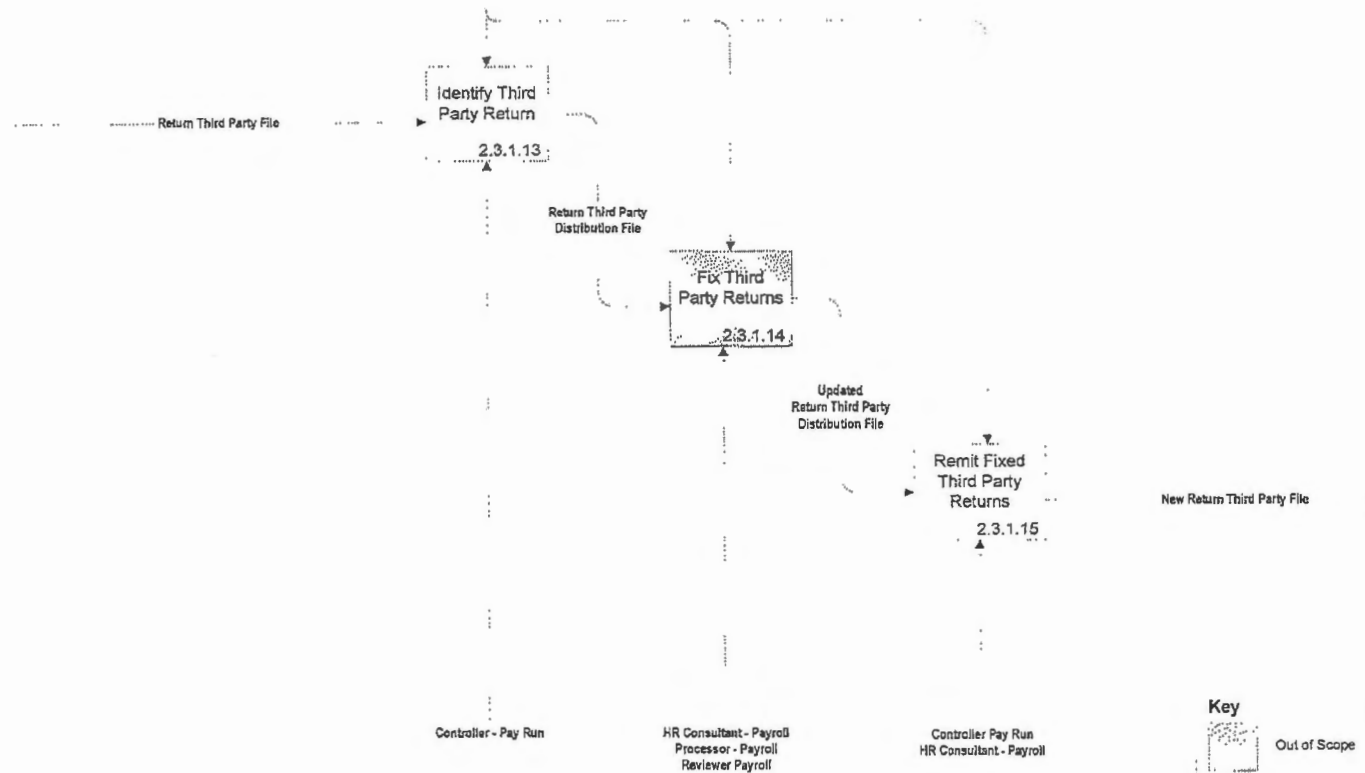 Identify Third
Party Return
2.3.1.13
Return Third Party File
Return Third Party
Distribution File
Fix Third
Party Returns
2.3.1.14
Updated
Return Third Party
Distribution File
Remit Fixed
Third Party
Returns
2.3.1.15
New Return Third Party File
Controller - Pay Run
HR Consultant - Payroll
Processor - Payroll
Reviewer Payroll
Controller Pay Run
HR Consultant - Payroll
Key
Out of Scope